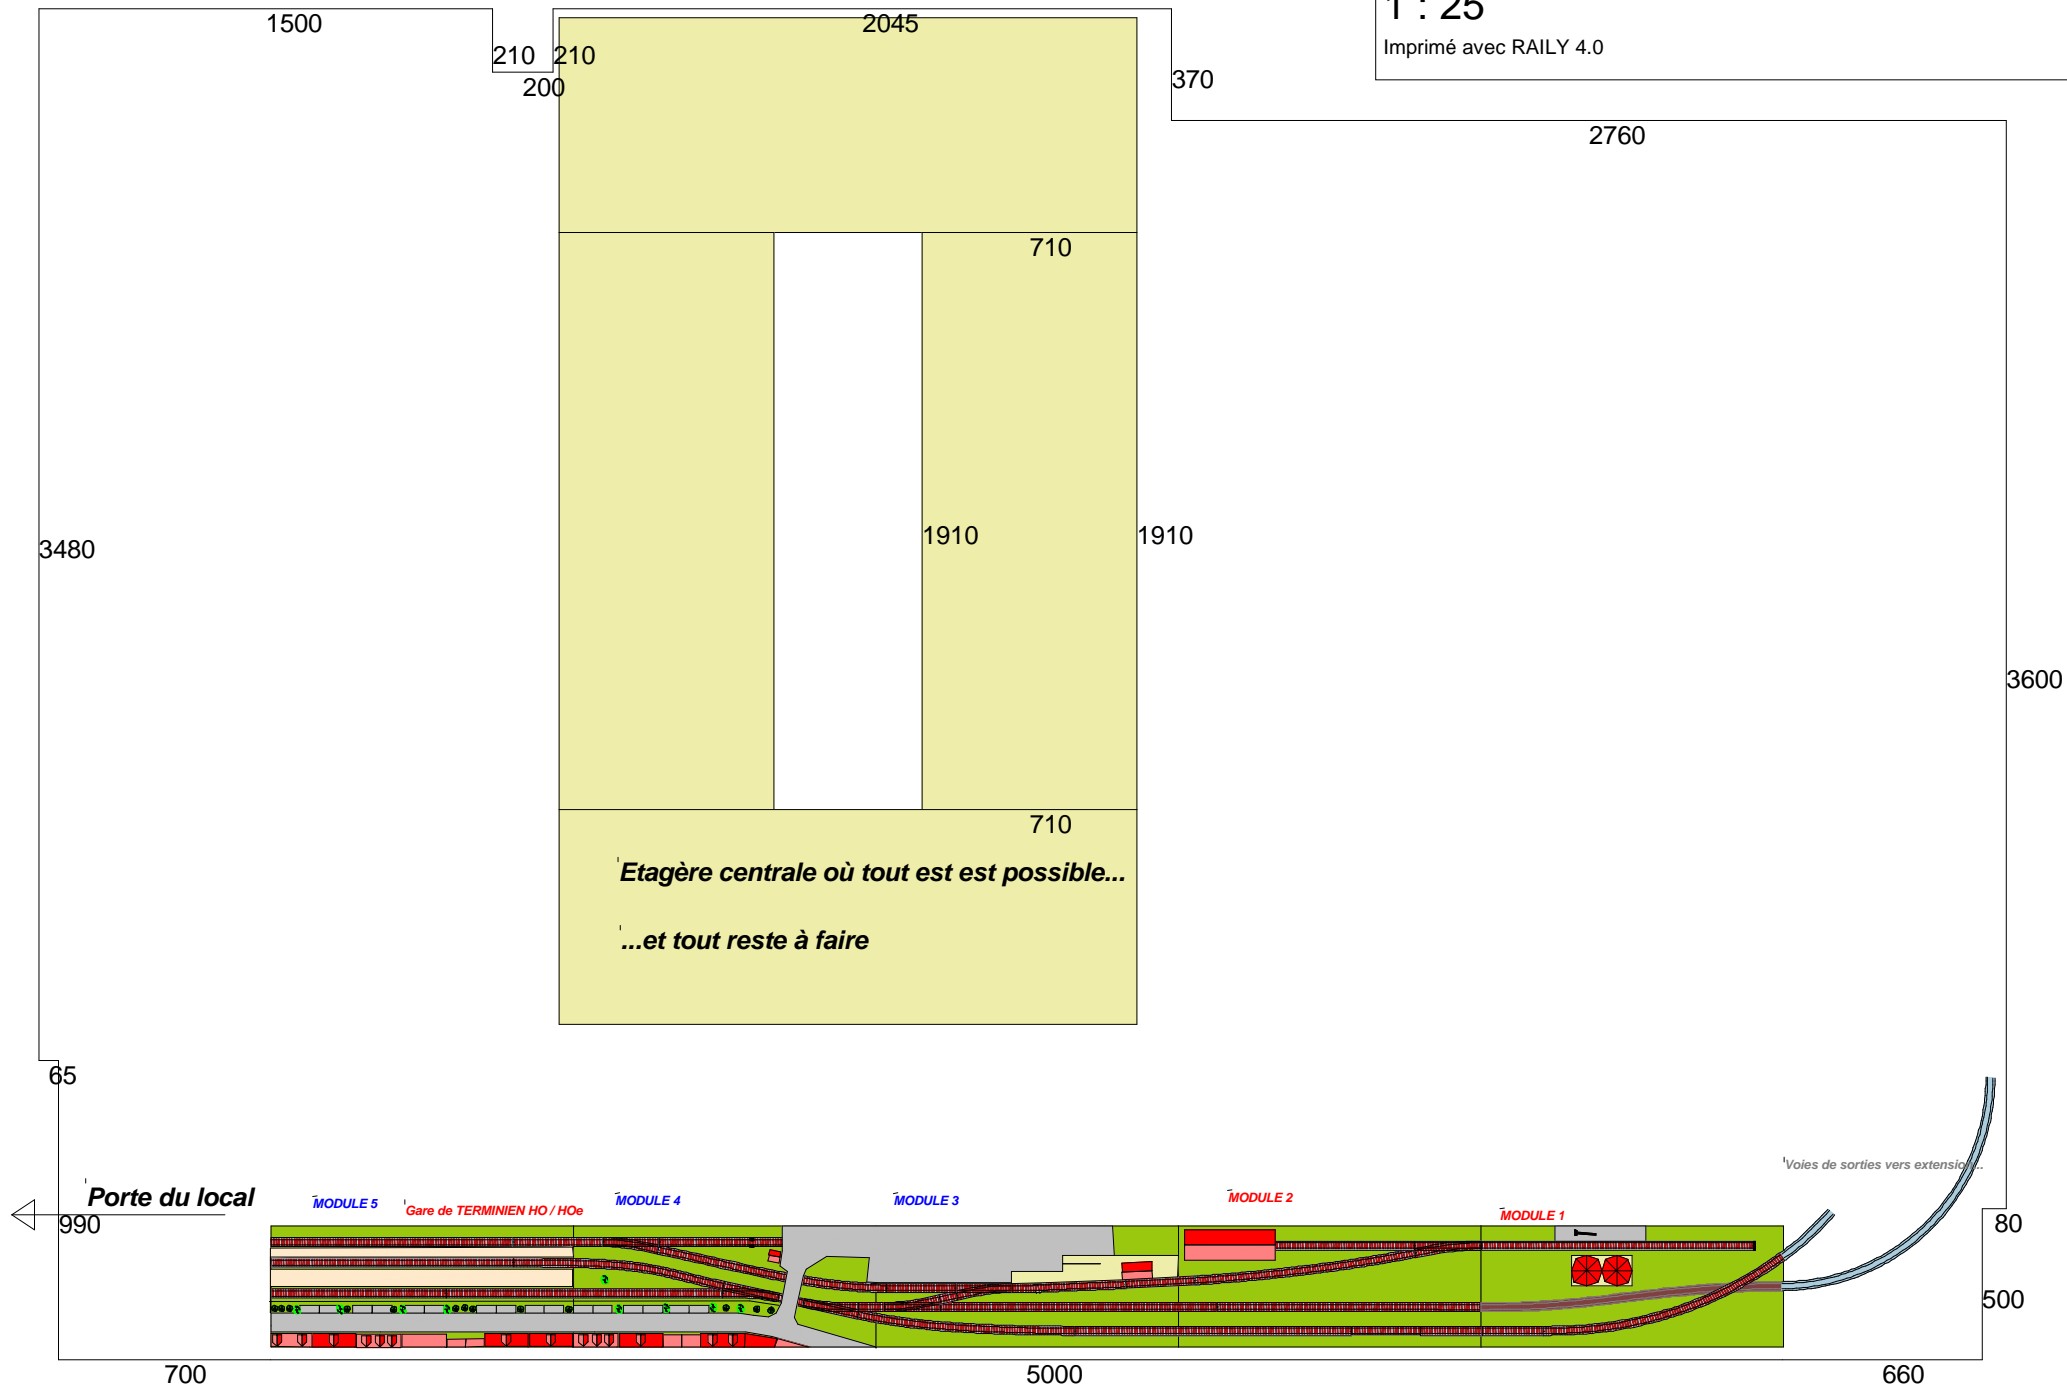 1 : 25
1500
2045
210
210
Imprimé avec RAILY 4.0
200
370
2760
710
1910
1910
3480
3600
710
Etagère centrale où tout est est possible...
...et tout reste à faire
65
Voies de sorties vers extension...
Porte du local
MODULE 5
Gare de TERMINIEN HO / HOe
MODULE 4
MODULE 3
MODULE 2
MODULE 1
990
80
500
700
5000
660